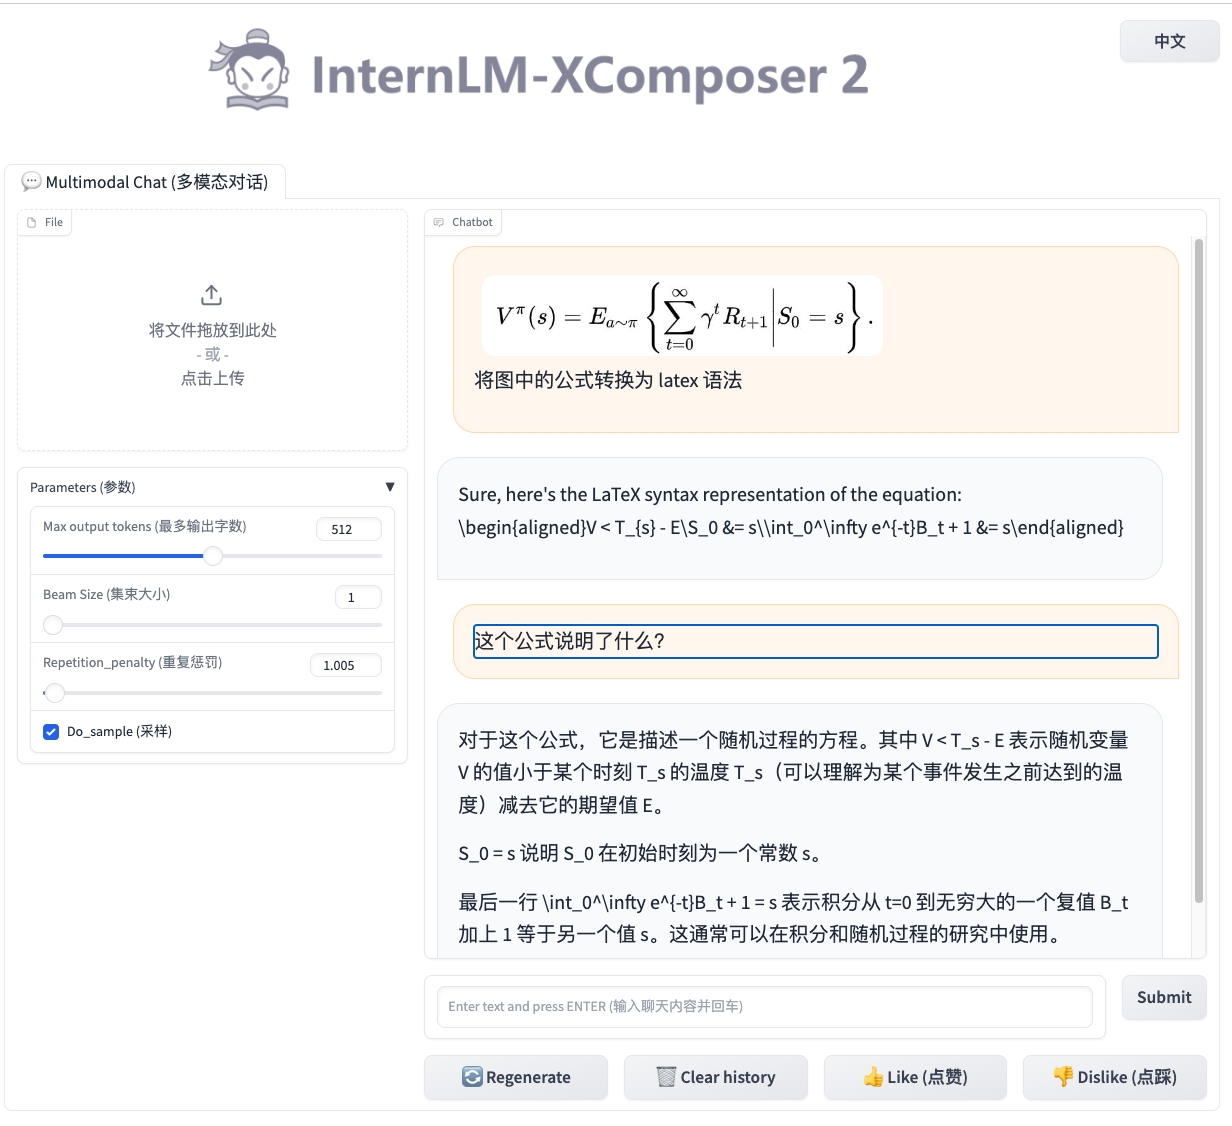 中文
InternLM-XComposer 2
💬 Multimodal Chat (多模态对话)
File
将文件拖放到此处
- 或 -
点击上传
Parameters (参数)
▼
Max output tokens (最多输出字数)
512
Beam Size (集束大小)
1
Repetition_penalty (重复惩罚)
1.005
Do_sample (采样)
Chatbot
V^π(s) = E_{a∼π} { ∑_{t=0}^{∞} γ^t R_{t+1} | S_0 = s } .
将图中的公式转换为 latex 语法
Sure, here's the LaTeX syntax representation of the equation:
\begin{aligned}V < T_{s} - E\S_0 &= s\\int_0^\infty e^{-t}B_t + 1 &= s\end{aligned}
这个公式说明了什么?
对于这个公式，它是描述一个随机过程的方程。其中 V < T_s - E 表示随机变量
V 的值小于某个时刻 T_s 的温度 T_s（可以理解为某个事件发生之前达到的温
度）减去它的期望值 E。
S_0 = s 说明 S_0 在初始时刻为一个常数 s。
最后一行 \int_0^\infty e^{-t}B_t + 1 = s 表示积分从 t=0 到无穷大的一个复值 B_t
加上 1 等于另一个值 s。这通常可以在积分和随机过程的研究中使用。
Enter text and press ENTER (输入聊天内容并回车)
Submit
🔄 Regenerate
🗑️ Clear history
👍 Like (点赞)
👎 Dislike (点踩)